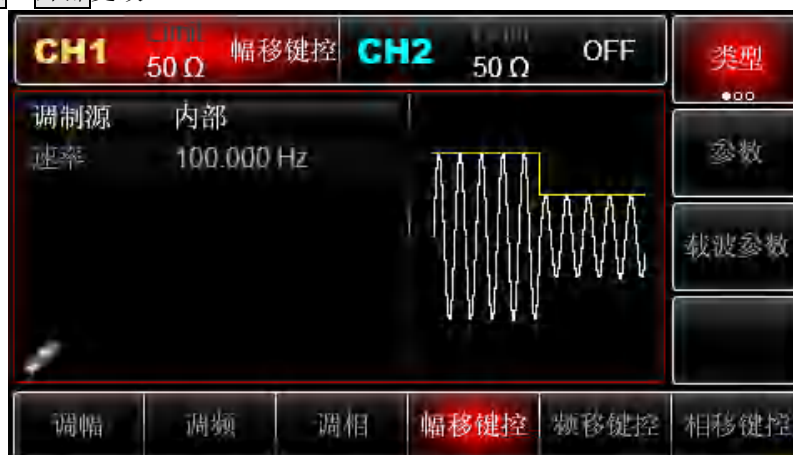 CH1 Limit 50 Ω 幅移键控 CH2 50 Ω OFF
类型
调制源 内部
速率 100.000 Hz
参数
载波参数
调幅 调频 调相 幅移键控 频移键控 相移键控